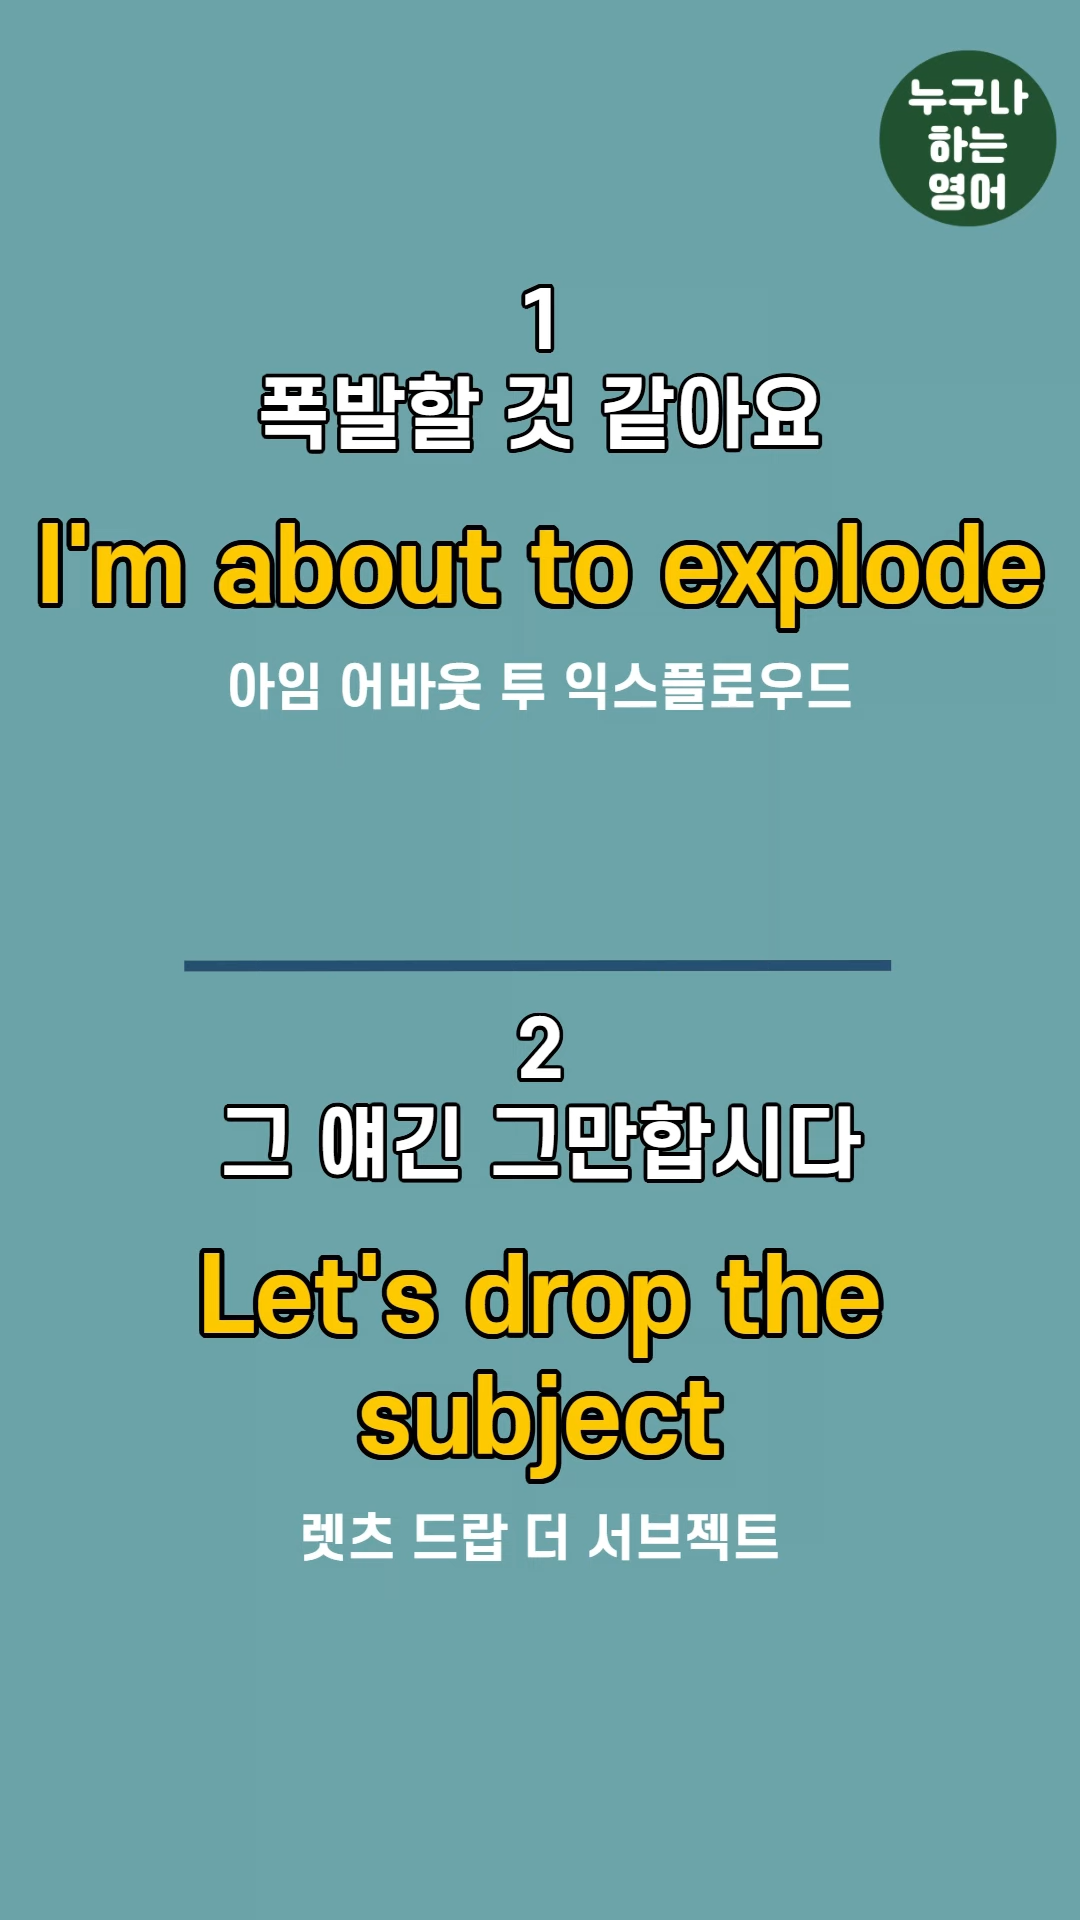 누구나
하는
영어
1
폭발할 것 같아요
I'm about to explode
아임 어바웃 투 익스플로우드
2
그 얘긴 그만합시다
Let's drop the
subject
렛츠 드랍 더 서브젝트